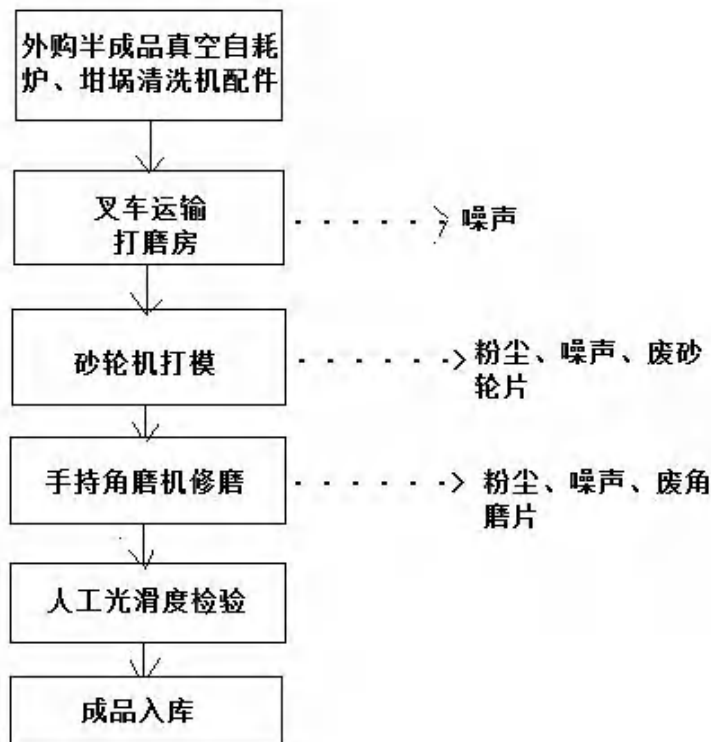 外购半成品真空自耗
炉、坩埚清洗机配件
叉车运输
打磨房
噪声
砂轮机打模
粉尘、噪声、废砂
轮片
手持角磨机修磨
粉尘、噪声、废角
磨片
人工光滑度检验
成品入库